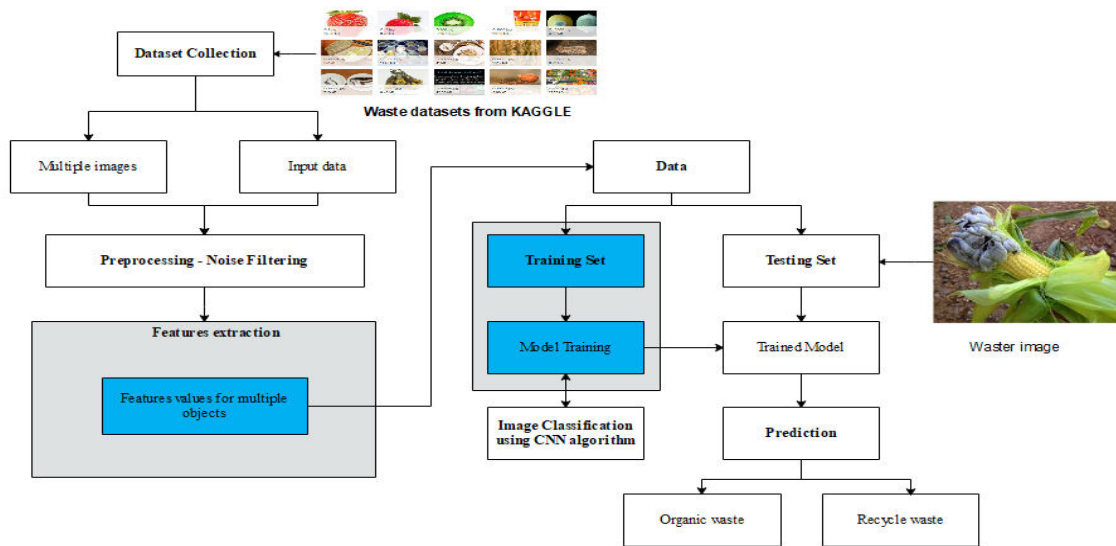 Dataset Collection
Waste datasets from KAGGLE
Multiple images
Input data
Preprocessing - Noise Filtering
Features extraction
Features values for multiple
objects
Data
Training Set
Testing Set
Model Training
Trained Model
Waster image
Image Classification
using CNN algorithm
Prediction
Organic waste
Recycle waste